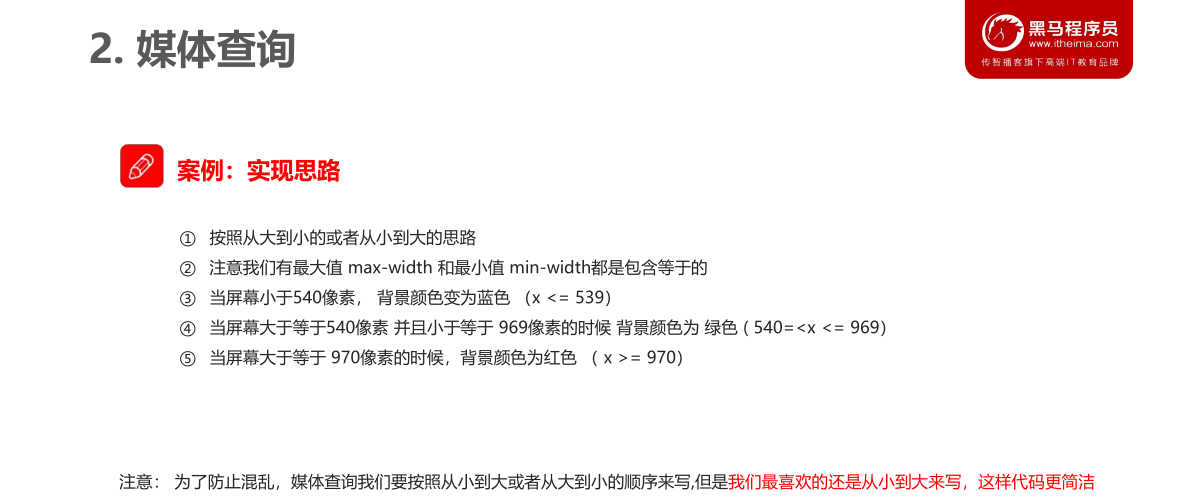 2. 媒体查询
黑马程序员
www.itheima.com
传智播客旗下高端IT教育品牌
案例：实现思路
① 按照从大到小的或者从小到大的思路
② 注意我们有最大值 max-width 和最小值 min-width都是包含等于的
③ 当屏幕小于540像素， 背景颜色变为蓝色 （x <= 539）
④ 当屏幕大于等于540像素 并且小于等于 969像素的时候 背景颜色为 绿色 ( 540=<x <= 969）
⑤ 当屏幕大于等于 970像素的时候，背景颜色为红色 （ x >= 970）
注意： 为了防止混乱，媒体查询我们要按照从小到大或者从大到小的顺序来写,但是我们最喜欢的还是从小到大来写，这样代码更简洁